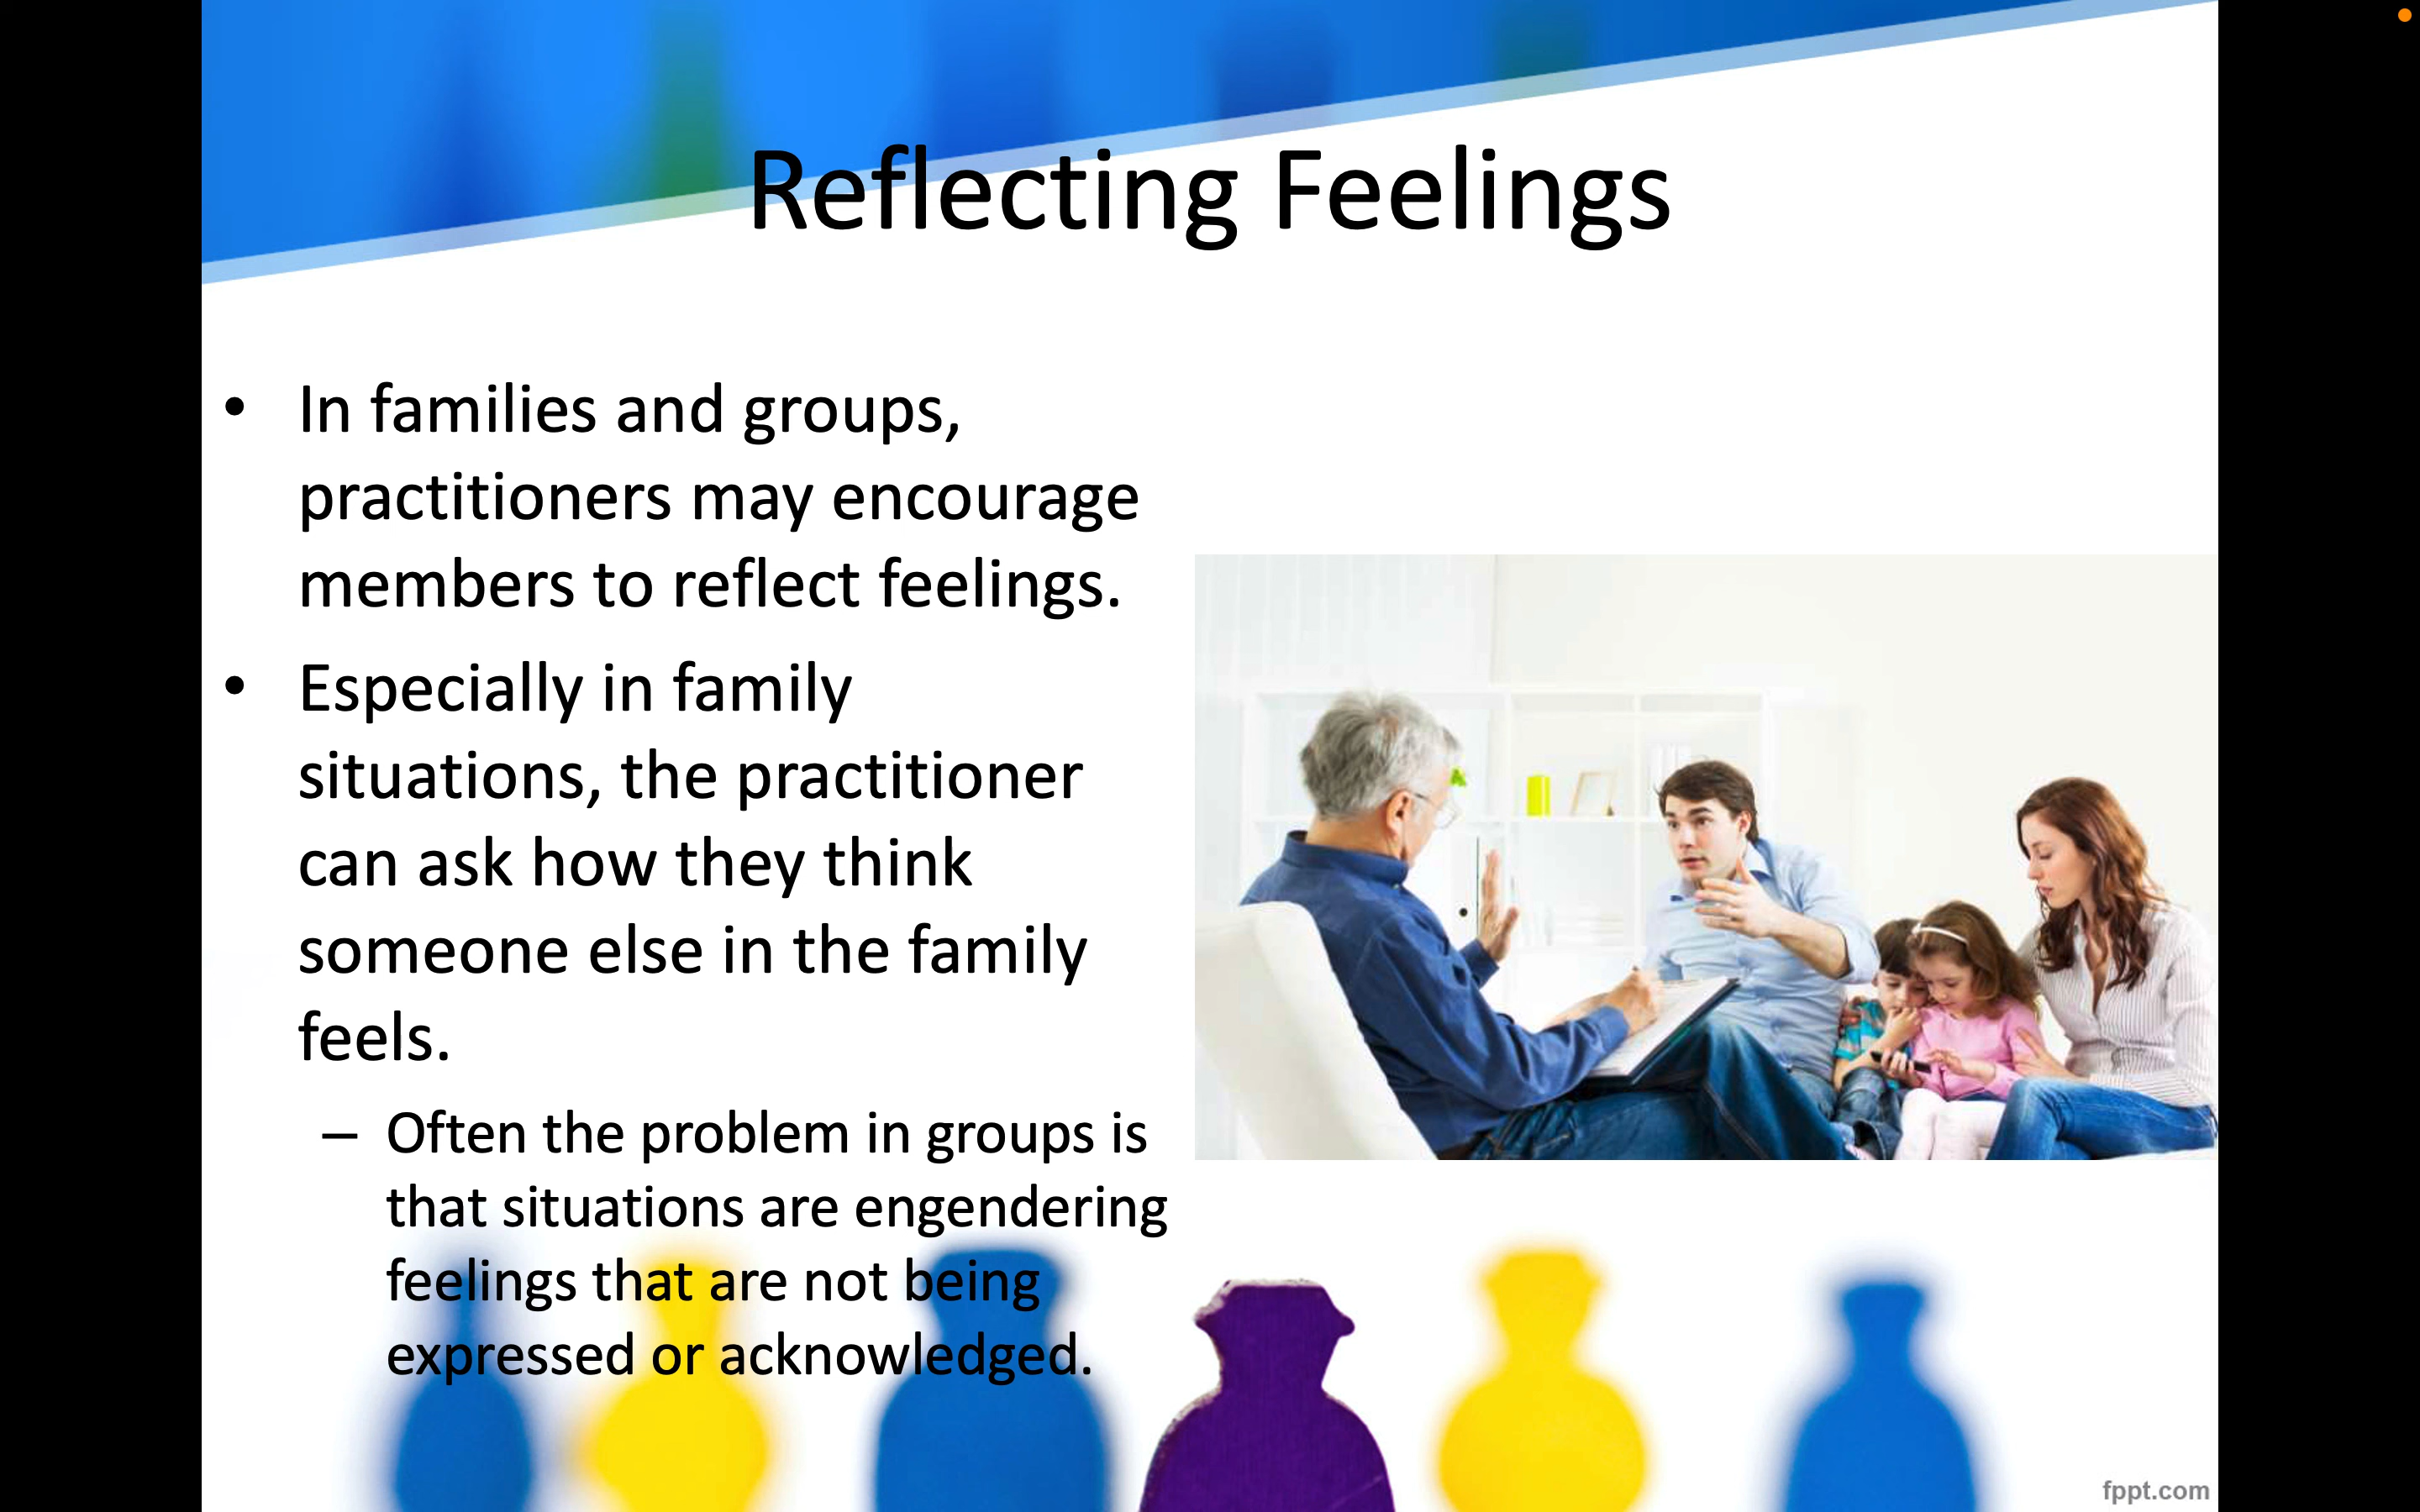 Reflecting Feelings
• In families and groups,
practitioners may encourage
members to reflect feelings.
• Especially in family
situations, the practitioner
can ask how they think
someone else in the family
feels.
– Often the problem in groups is
that situations are engendering
feelings that are not being
expressed or acknowledged.
fppt.com